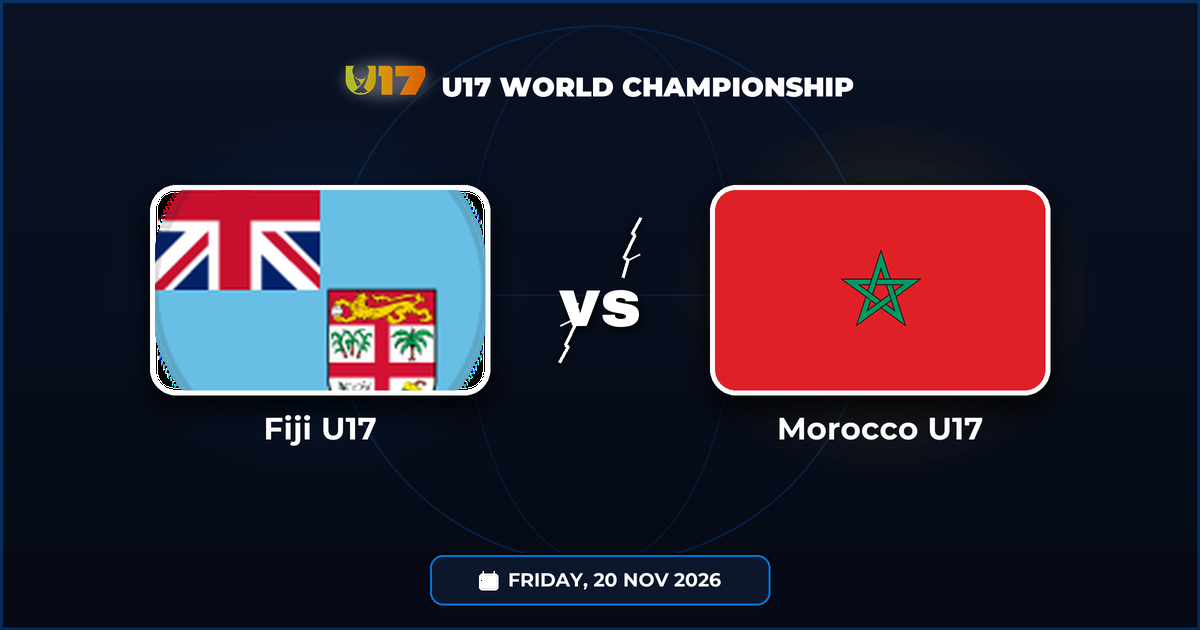 U17 U17 WORLD CHAMPIONSHIP
VS
Fiji U17
Morocco U17
FRIDAY, 20 NOV 2026